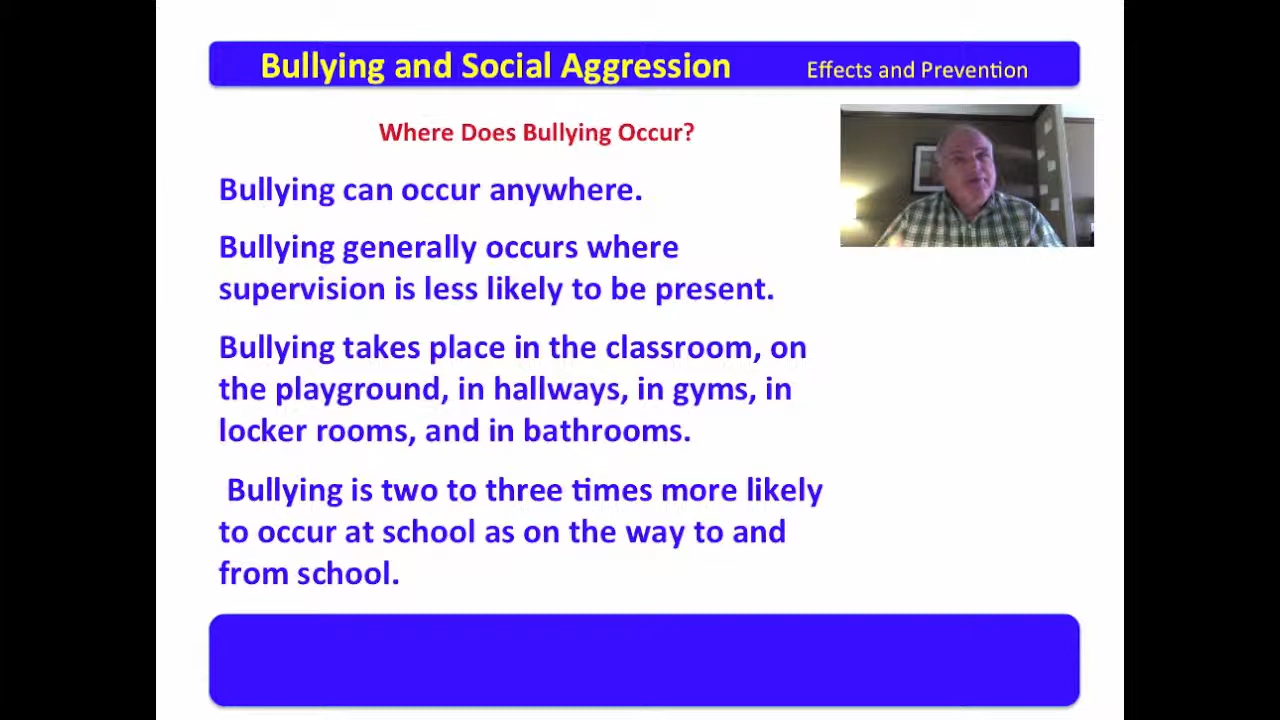 Bullying and Social Aggression Effects and Prevention
Where Does Bullying Occur?
Bullying can occur anywhere.
Bullying generally occurs where
supervision is less likely to be present.
Bullying takes place in the classroom, on
the playground, in hallways, in gyms, in
locker rooms, and in bathrooms.
Bullying is two to three times more likely
to occur at school as on the way to and
from school.